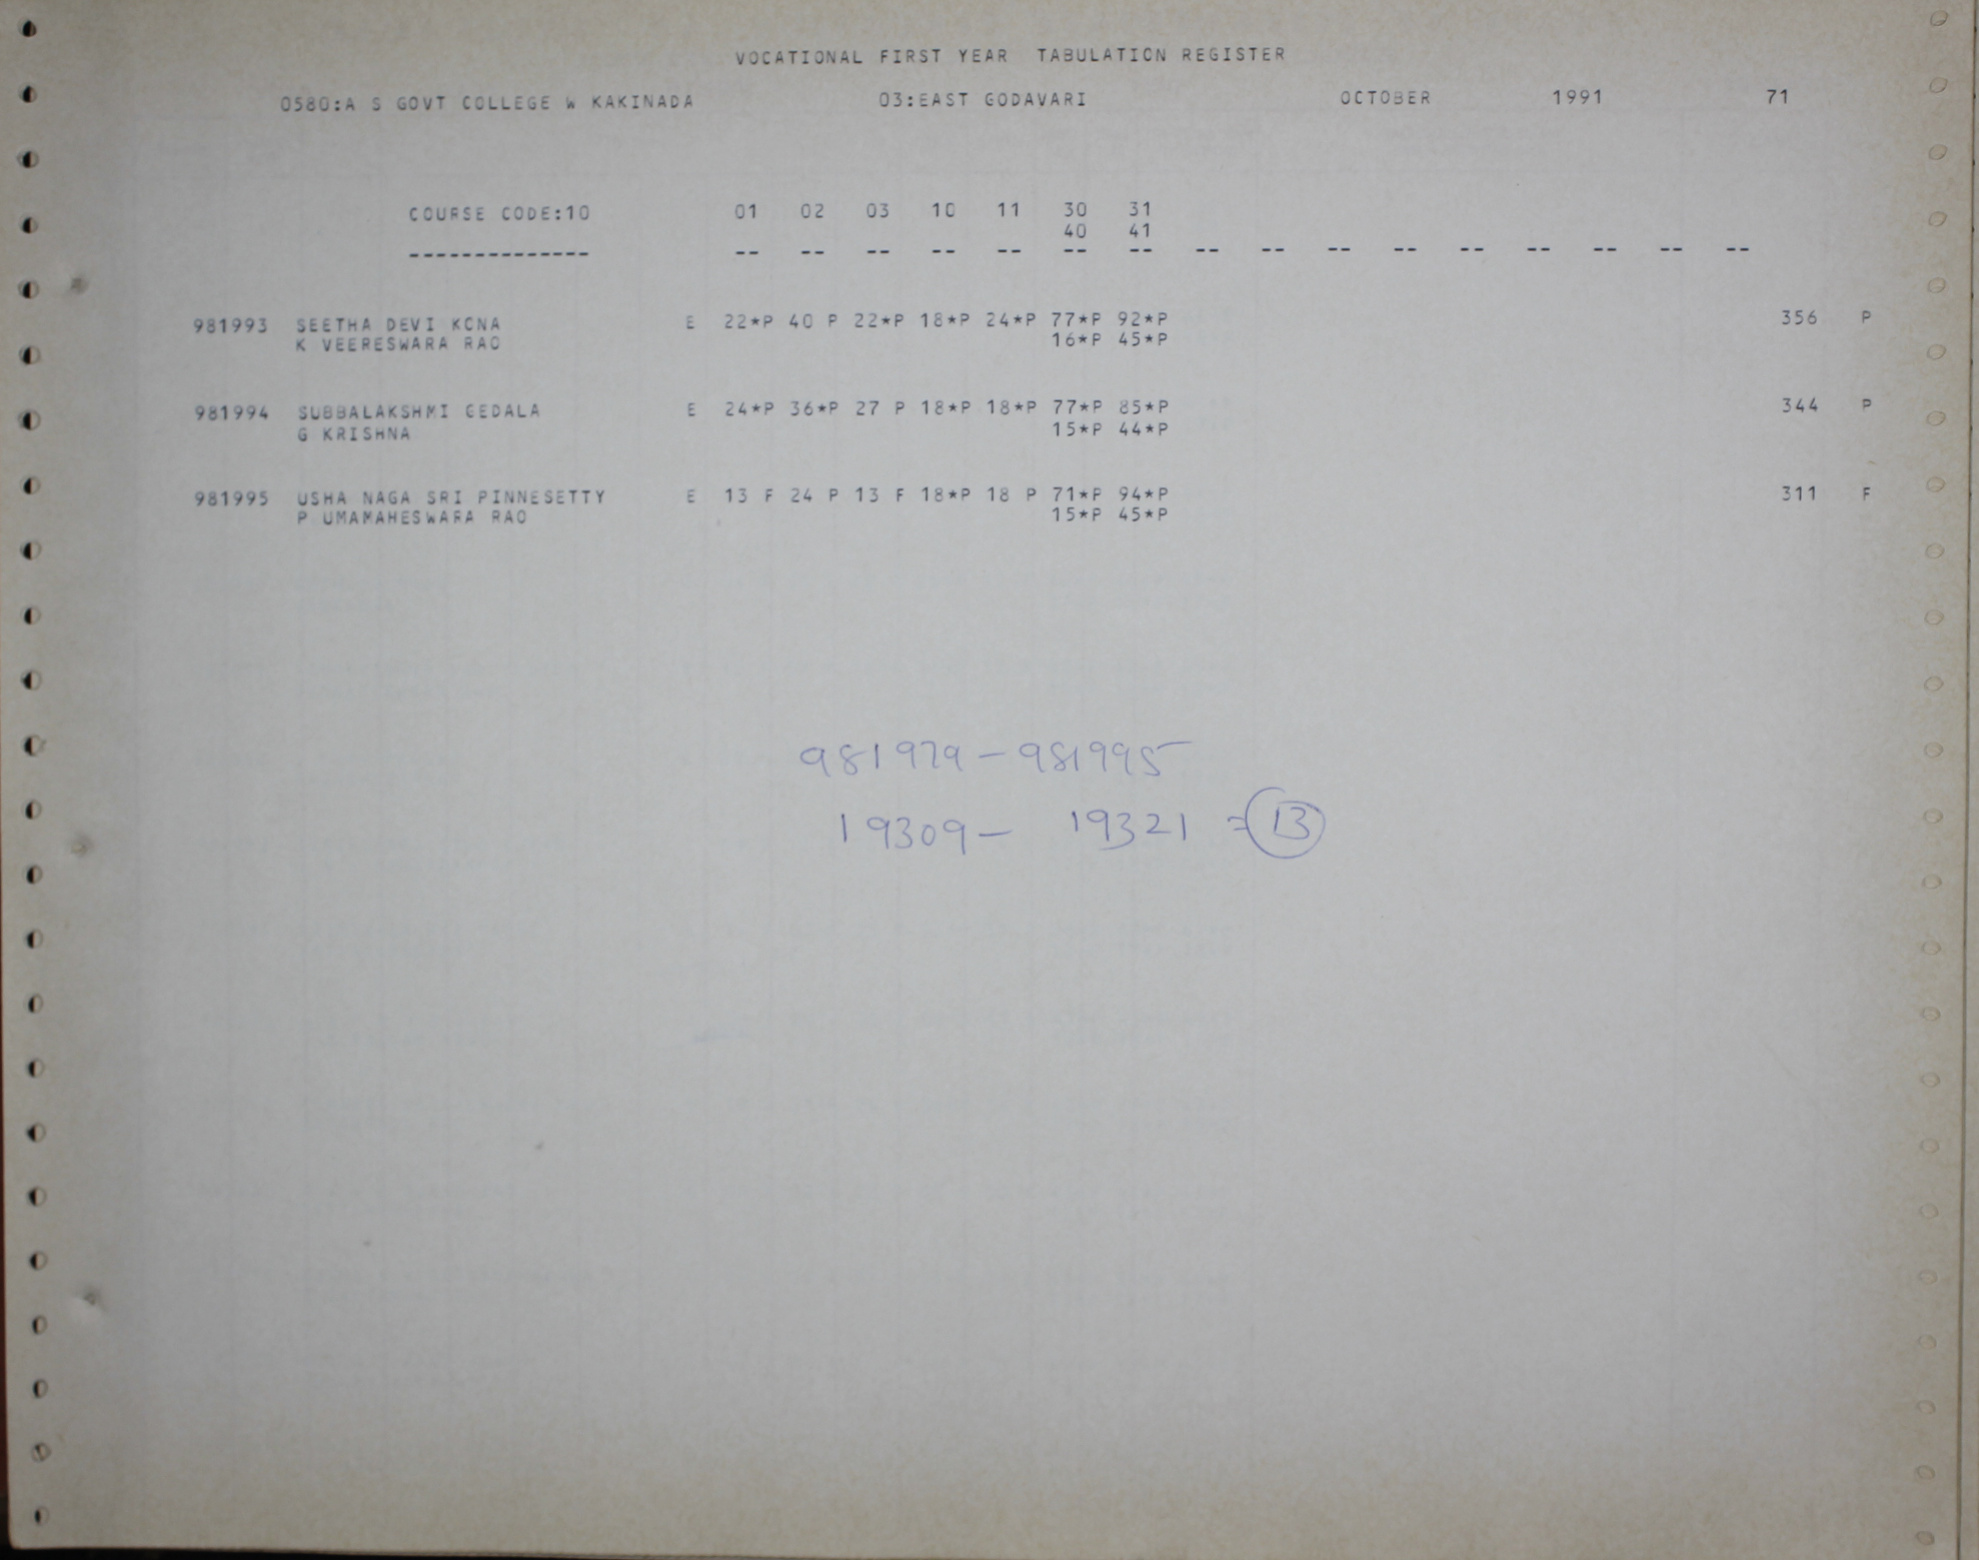 VOCATIONAL FIRST YEAR TABULATION REGISTER
0580:A S GOVT COLLEGE W KAKINADA 03:EAST GODAVARI OCTOBER 1991 71
COURSE CODE:10 01 02 03 10 11 30 31
40 41
-------------- -- -- -- -- -- -- -- -- -- -- -- -- -- -- -- --
981993 SEETHA DEVI KONA E 22*P 40 P 22*P 18*P 24*P 77*P 92*P 356 P
K VEERESWARA RAO 16*P 45*P
981994 SUBBALAKSHMI GEDALA E 24*P 36*P 27 P 18*P 18*P 77*P 85*P 344 P
G KRISHNA 15*P 44*P
981995 USHA NAGA SRI PINNESETTY E 13 F 24 P 13 F 18*P 18 P 71*P 94*P 311 F
P UMAMAHESWARA RAO 15*P 45*P
981979 - 981995
19309 - 19321 = 13